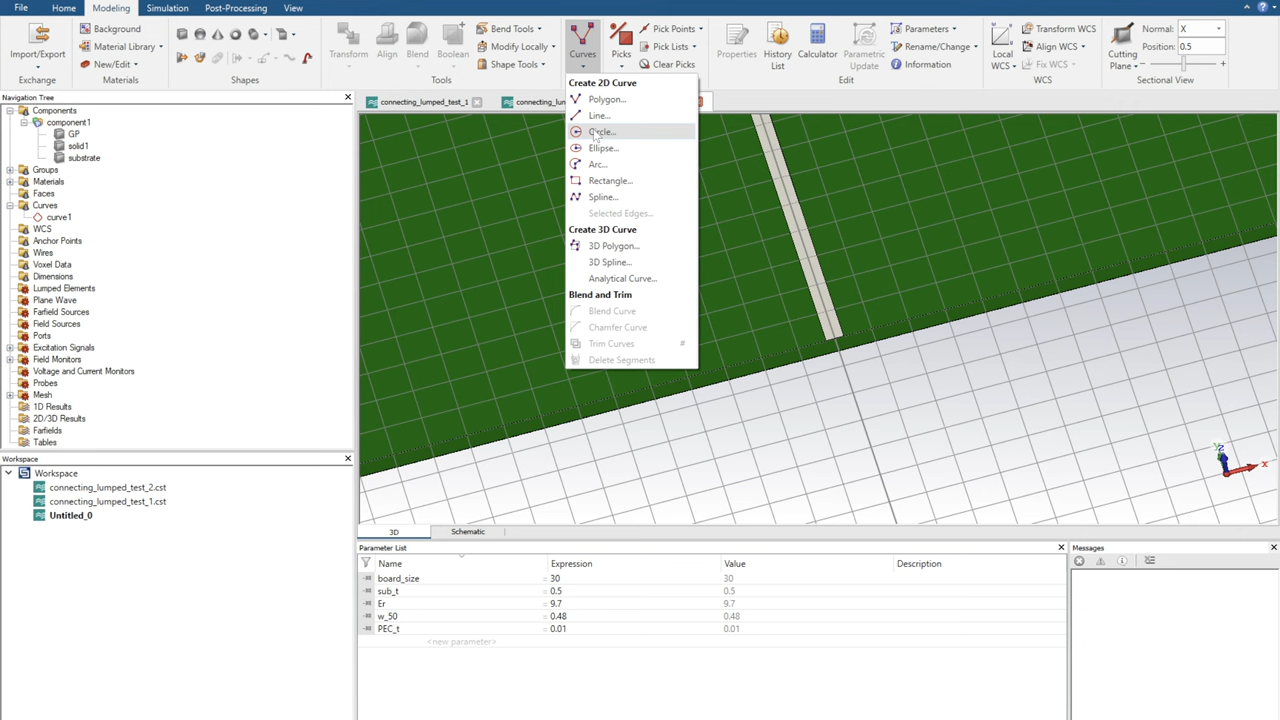 File
Home
Modeling
Simulation
Post-Processing
View
Import/Export
Exchange
Background
Material Library
New/Edit
Materials
Shapes
Transform
Align
Blend
Boolean
Bend Tools
Modify Locally
Shape Tools
Tools
Curves
Picks
Pick Points
Pick Lists
Clear Picks
Properties
History
List
Calculator
Parametric
Update
Parameters
Rename/Change
Information
Edit
Local
WCS
Transform WCS
Align WCS
Fix WCS
WCS
Cutting
Plane
Normal: X
Position: 0.5
Sectional View
Navigation Tree
Components
component1
GP
solid1
substrate
Groups
Materials
Faces
Curves
curve1
WCS
Anchor Points
Wires
Voxel Data
Dimensions
Lumped Elements
Plane Wave
Farfield Sources
Field Sources
Ports
Excitation Signals
Field Monitors
Voltage and Current Monitors
Probes
Mesh
1D Results
2D/3D Results
Farfields
Tables
Workspace
Workspace
connecting_lumped_test_2.cst
connecting_lumped_test_1.cst
Untitled_0
connecting_lumped_test_1
connecting_lum
Create 2D Curve
Polygon...
Line...
Circle...
Ellipse...
Arc...
Rectangle...
Spline...
Selected Edges...
Create 3D Curve
3D Polygon...
3D Spline...
Analytical Curve...
Blend and Trim
Blend Curve
Chamfer Curve
Trim Curves #
Delete Segments
x
3D
Schematic
Parameter List
Name Expression Value Description
board_size = 30 30
sub_t = 0.5 0.5
Er = 9.7 9.7
w_50 = 0.48 0.48
PEC_t = 0.01 0.01
<new parameter>
Messages